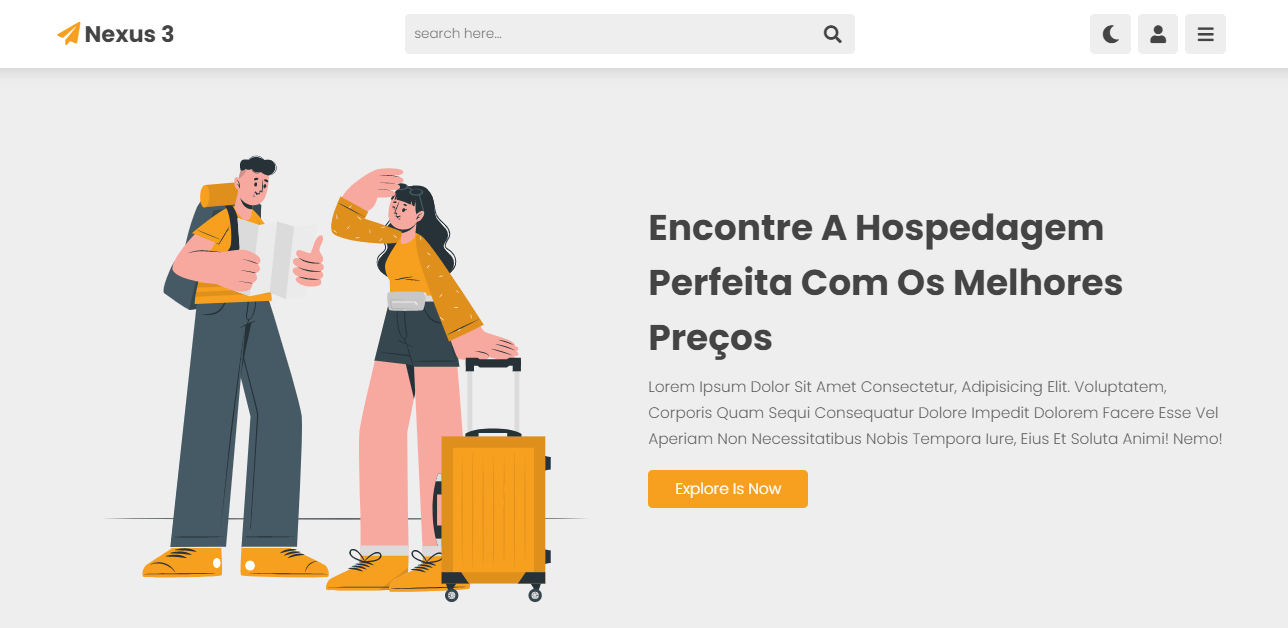 Nexus 3
search here...
Encontre A Hospedagem
Perfeita Com Os Melhores
Preços
Lorem Ipsum Dolor Sit Amet Consectetur, Adipisicing Elit. Voluptatem,
Corporis Quam Sequi Consequatur Dolore Impedit Dolorem Facere Esse Vel
Aperiam Non Necessitatibus Nobis Tempora Iure, Eius Et Soluta Animi! Nemo!
Explore Is Now